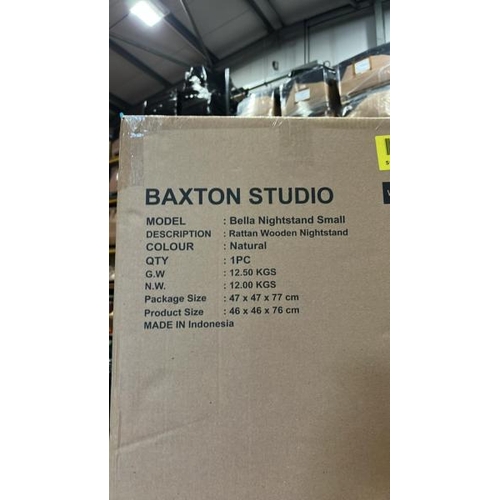 BAXTON STUDIO
MODEL : Bella Nightstand Small
DESCRIPTION : Rattan Wooden Nightstand
COLOUR : Natural
QTY : 1PC
G.W : 12.50 KGS
N.W. : 12.00 KGS
Package Size : 47 x 47 x 77 cm
Product Size : 46 x 46 x 76 cm
MADE IN Indonesia